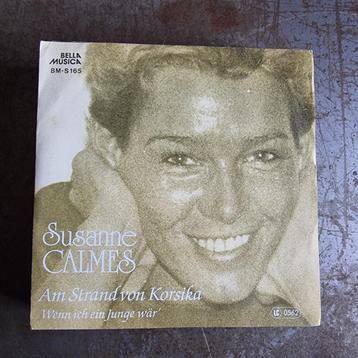 BELLA
MUSICA
BM-S165
Susanne
CALMES
Am Strand von Korsika
Wenn ich ein Junge wär'
LC 0562